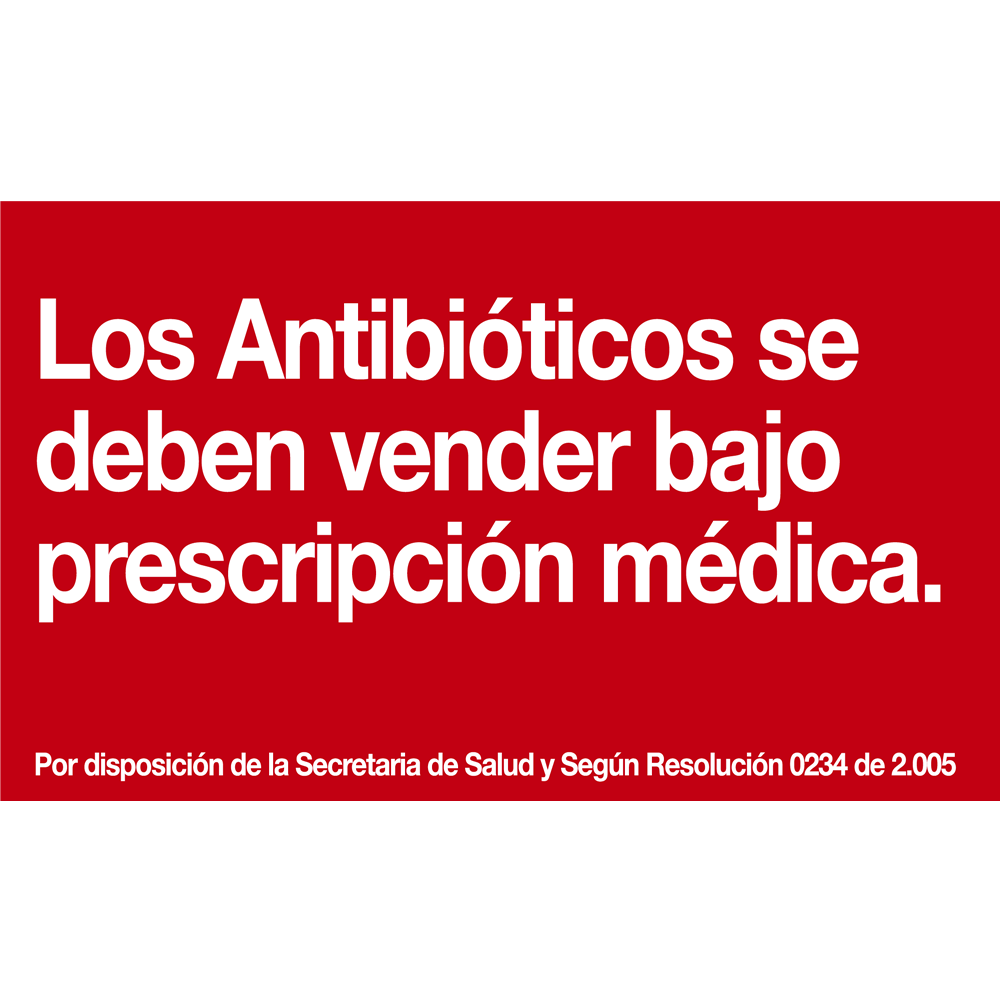 Los Antibióticos se
deben vender bajo
prescripción médica.
Por disposición de la Secretaria de Salud y Según Resolución 0234 de 2.005